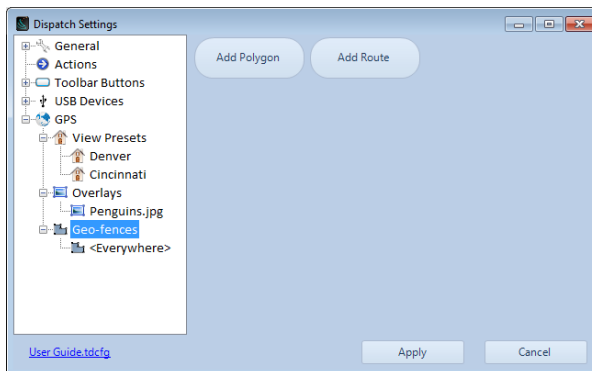 Dispatch Settings
General
Actions
Toolbar Buttons
USB Devices
GPS
View Presets
Denver
Cincinnati
Overlays
Penguins.jpg
Geo-fences
<Everywhere>
Add Polygon
Add Route
User Guide.tdcfg
Apply
Cancel